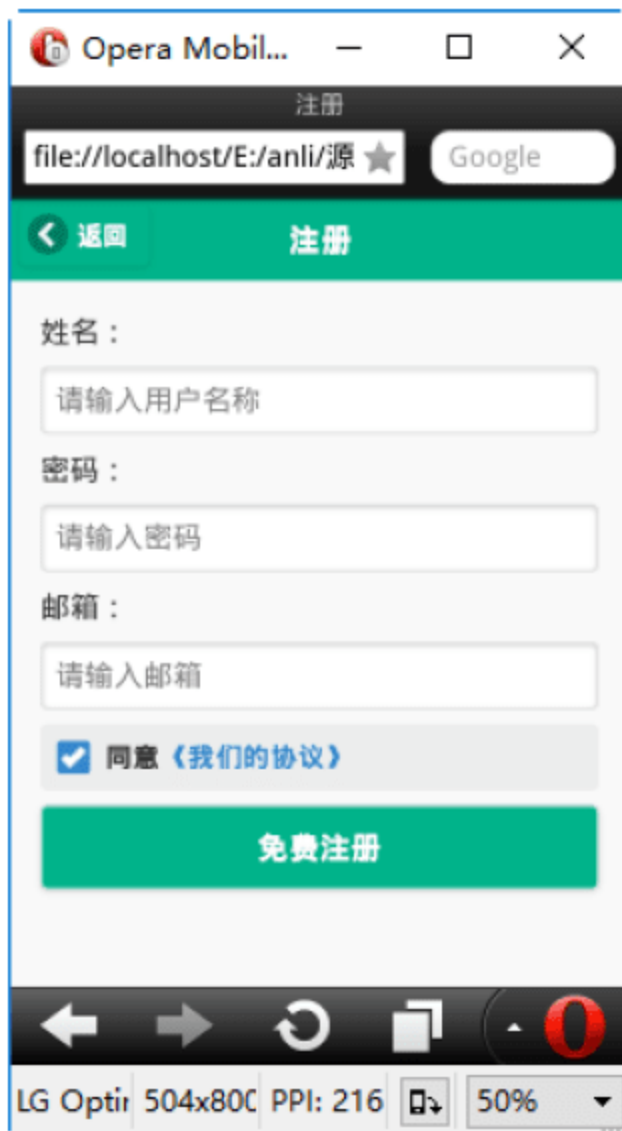 Opera Mobil...
注册
file://localhost/E:/anli/源 Google
返回 注册
姓名：
请输入用户名称
密码：
请输入密码
邮箱：
请输入邮箱
同意《我们的协议》
免费注册
LG Optir 504x800 PPI: 216 50%